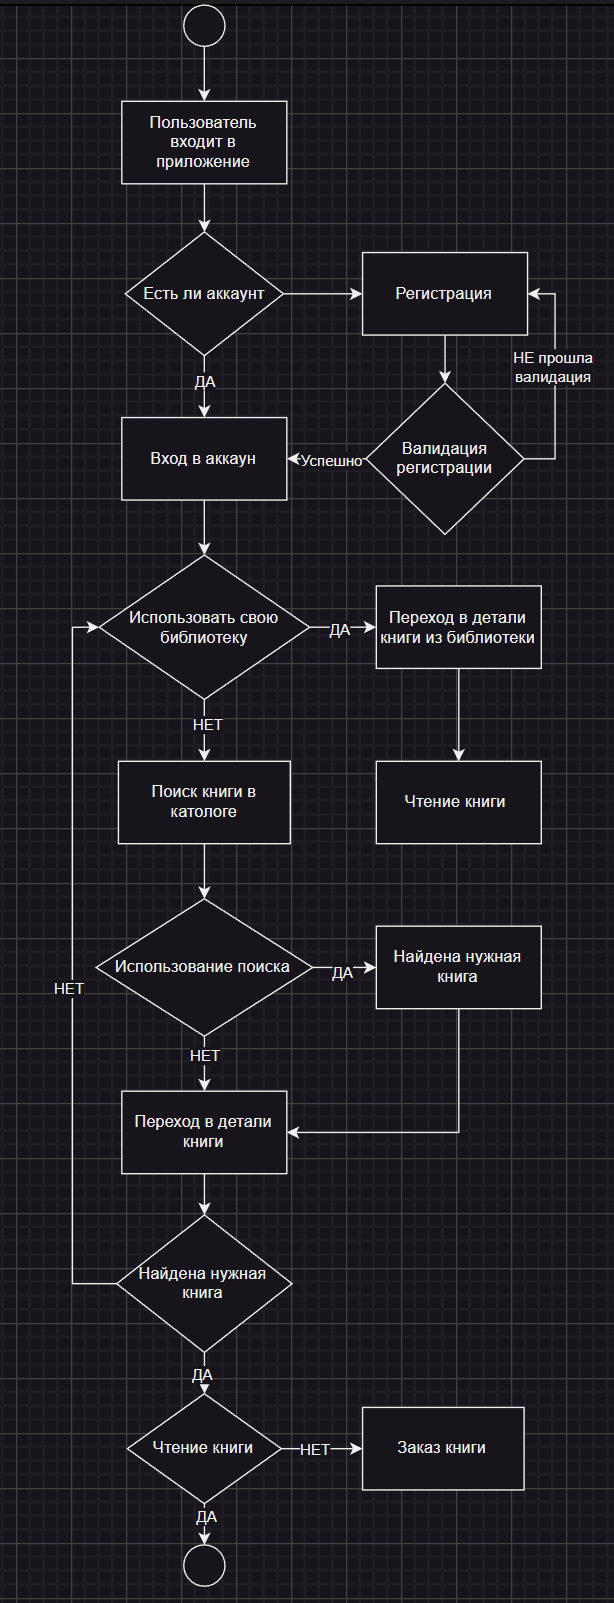 Пользователь
входит в
приложение
Есть ли аккаунт
Регистрация
НЕ прошла
валидация
ДА
Вход в аккаун
Успешно
Валидация
регистрации
Использовать свою
библиотеку
ДА
Переход в детали
книги из библиотеки
НЕТ
Поиск книги в
катологе
Чтение книги
Использование поиска
ДА
Найдена нужная
книга
НЕТ
НЕТ
Переход в детали
книги
Найдена нужная
книга
ДА
Чтение книги
НЕТ
Заказ книги
ДА